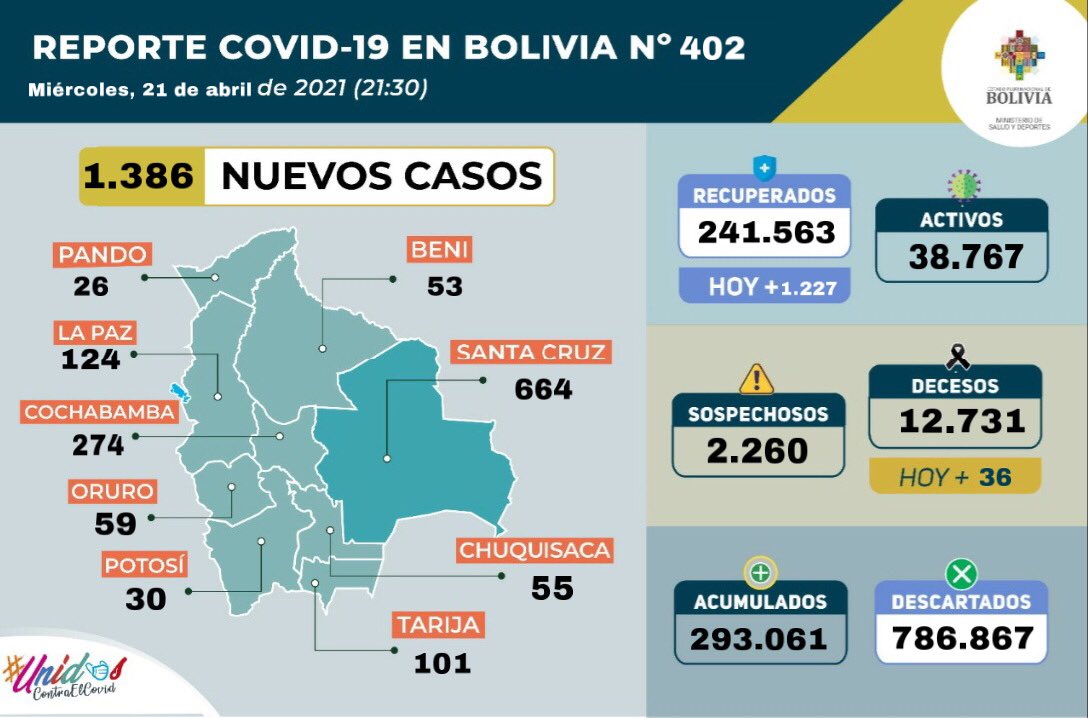 REPORTE COVID-19 EN BOLIVIA Nº 402
Miércoles, 21 de abril de 2021 (21:30)
ESTADO PLURINACIONAL DE
BOLIVIA
MINISTERIO DE
SALUD Y DEPORTES
1.386 NUEVOS CASOS
PANDO
26
BENI
53
LA PAZ
124
SANTA CRUZ
664
COCHABAMBA
274
ORURO
59
POTOSÍ
30
CHUQUISACA
55
TARIJA
101
RECUPERADOS
241.563
HOY +1.227
ACTIVOS
38.767
SOSPECHOSOS
2.260
DECESOS
12.731
HOY + 36
ACUMULADOS
293.061
DESCARTADOS
786.867
#Unidos
ContraElCovid